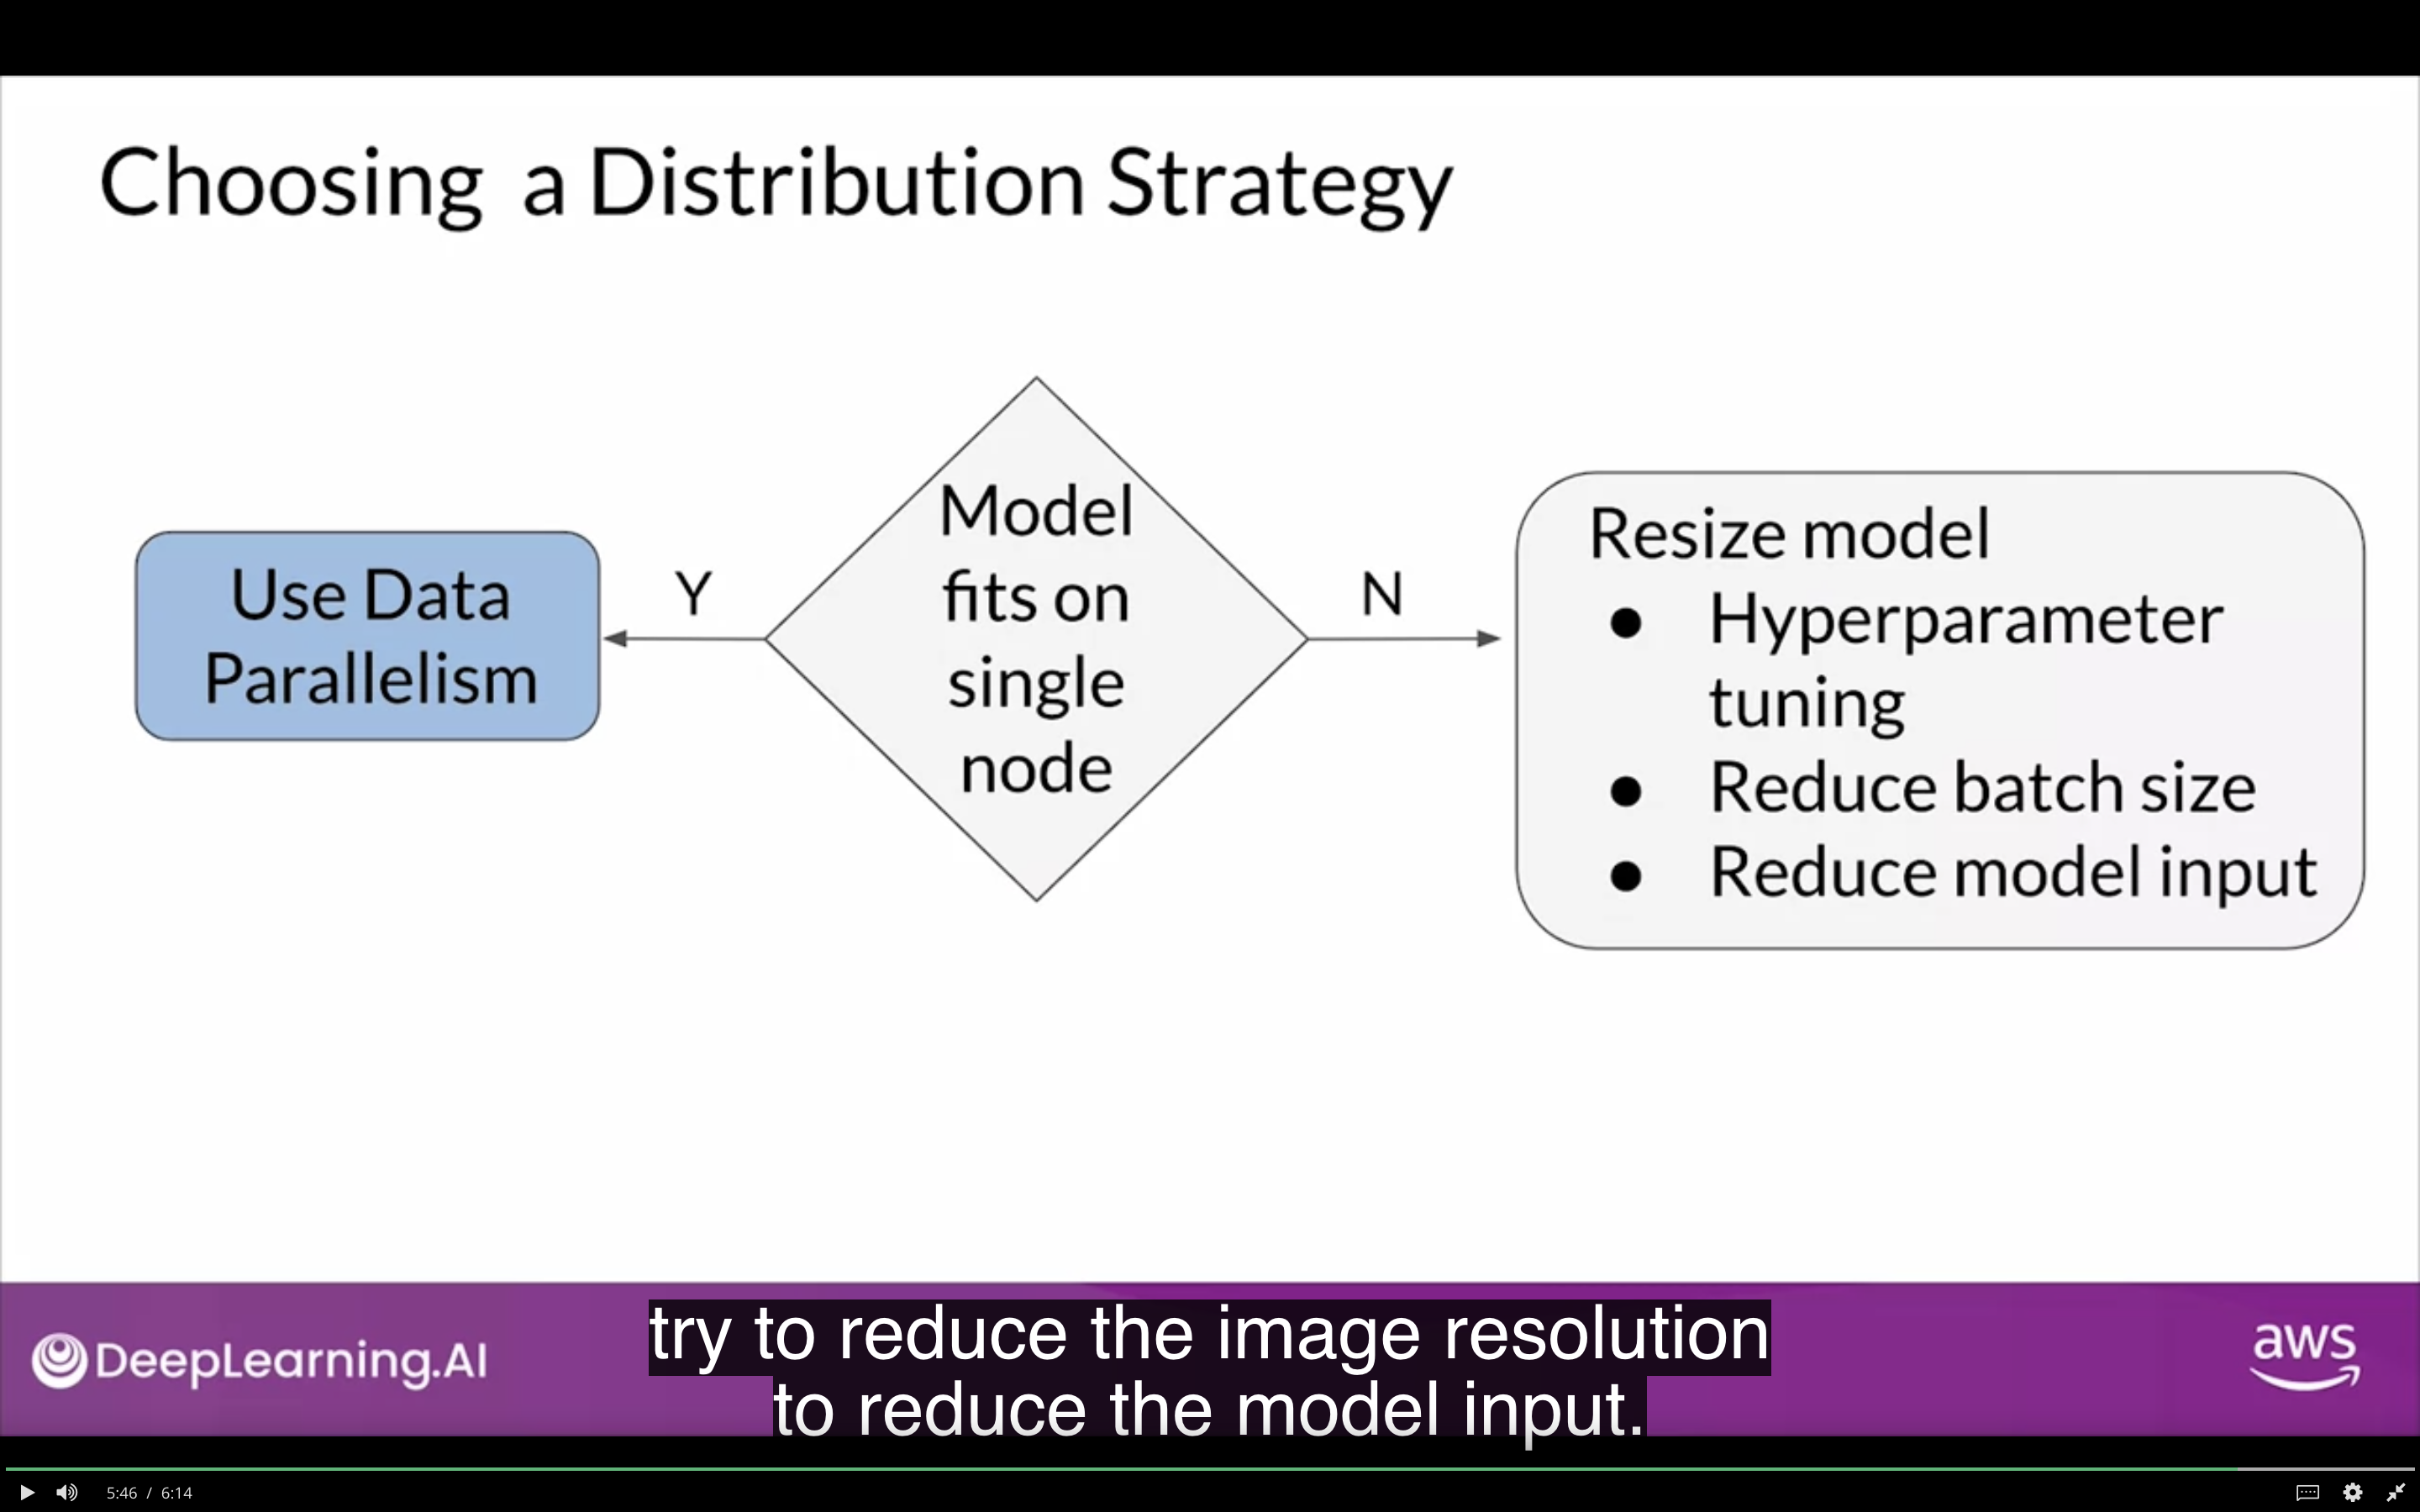 Choosing a Distribution Strategy
Use Data
Parallelism
Y
Model
fits on
single
node
N
Resize model
● Hyperparameter
tuning
● Reduce batch size
● Reduce model input
DeepLearning.AI
try to reduce the image resolution
to reduce the model input.
aws
5:46 / 6:14